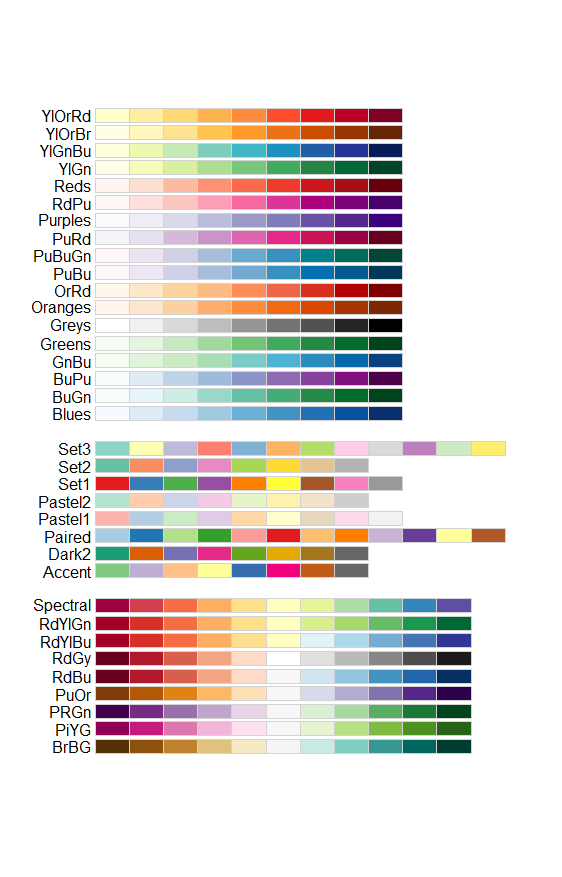 YlOrRd
YlOrBr
YlGnBu
YlGn
Reds
RdPu
Purples
PuRd
PuBuGn
PuBu
OrRd
Oranges
Greys
Greens
GnBu
BuPu
BuGn
Blues
Set3
Set2
Set1
Pastel2
Pastel1
Paired
Dark2
Accent
Spectral
RdYlGn
RdYlBu
RdGy
RdBu
PuOr
PRGn
PiYG
BrBG